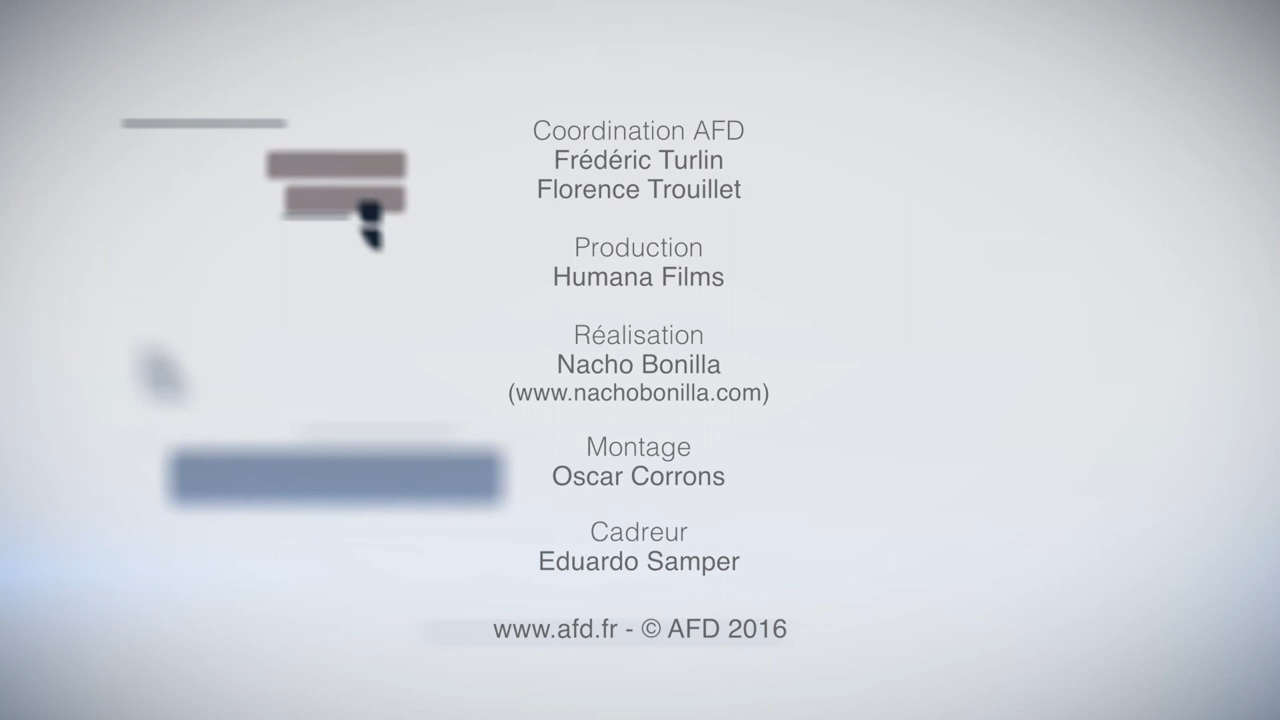 Coordination AFD
Frédéric Turlin
Florence Trouillet
Production
Humana Films
Réalisation
Nacho Bonilla
(www.nachobonilla.com)
Montage
Oscar Corrons
Cadreur
Eduardo Samper
www.afd.fr - © AFD 2016